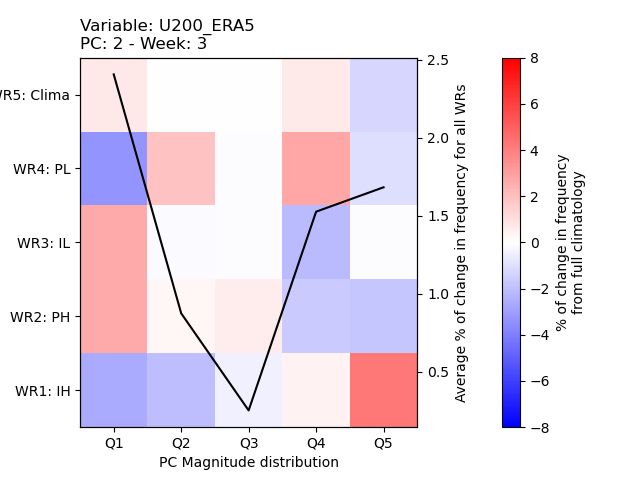 Variable: U200_ERA5
PC: 2 - Week: 3
WR5: Clima
WR4: PL
WR3: IL
WR2: PH
WR1: IH
Q1 Q2 Q3 Q4 Q5
PC Magnitude distribution
2.5
2.0
1.5
1.0
0.5
Average % of change in frequency for all WRs
8
6
4
2
0
−2
−4
−6
−8
% of change in frequency
from full climatology